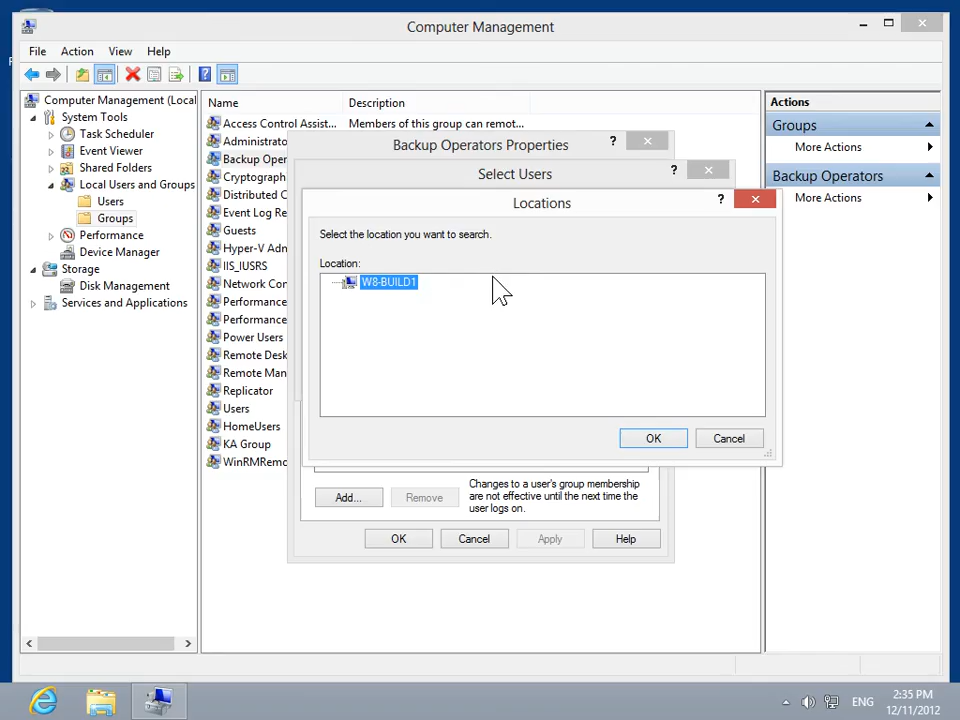 Computer Management
File Action View Help
Computer Management (Local
System Tools
Task Scheduler
Event Viewer
Shared Folders
Local Users and Groups
Users
Groups
Performance
Device Manager
Storage
Disk Management
Services and Applications
Name Description
Access Control Assist... Members of this group can remot...
Administrato
Backup Oper
Cryptograph
Distributed C
Event Log Re
Guests
Hyper-V Adm
IIS_IUSRS
Network Con
Performance
Performance
Power Users
Remote Desk
Remote Man
Replicator
Users
HomeUsers
KA Group
WinRMRemo
Actions
Groups
More Actions
Backup Operators
More Actions
Backup Operators Properties ?
Select Users ?
Locations ?
Select the location you want to search.
Location:
W8-BUILD1
OK Cancel
Add... Remove
Changes to a user's group membership
are not effective until the next time the
user logs on.
OK Cancel Apply Help
ENG
2:35 PM
12/11/2012